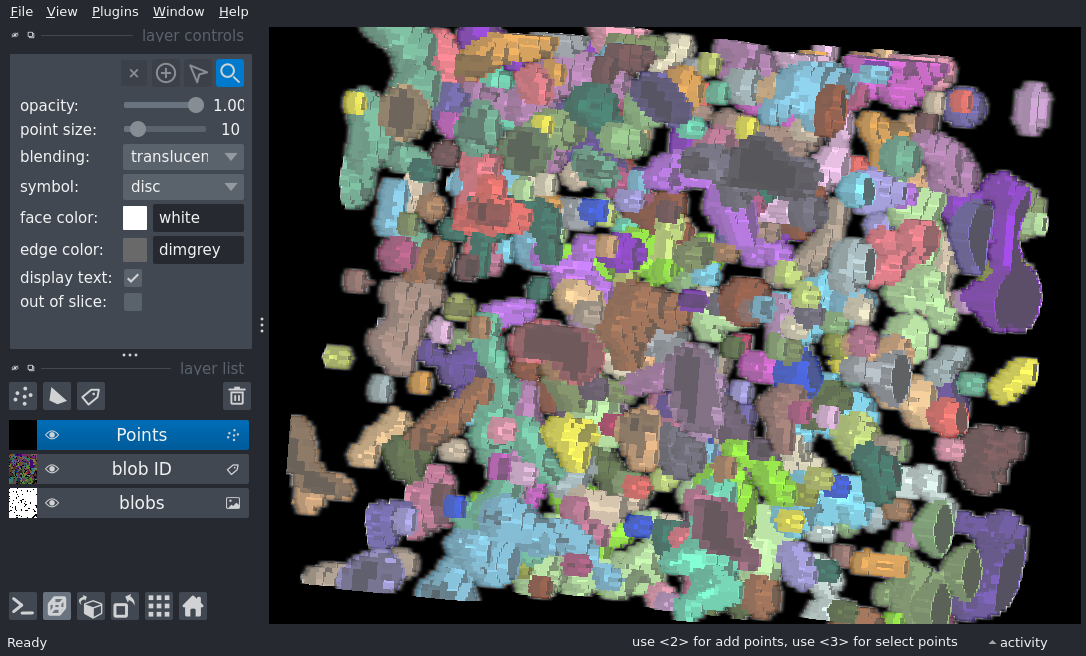 File View Plugins Window Help
layer controls
opacity: 1.00
point size: 10
blending: translucen
symbol: disc
face color: white
edge color: dimgrey
display text:
out of slice:
layer list
Points
blob ID
blobs
Ready
use <2> for add points, use <3> for select points
activity